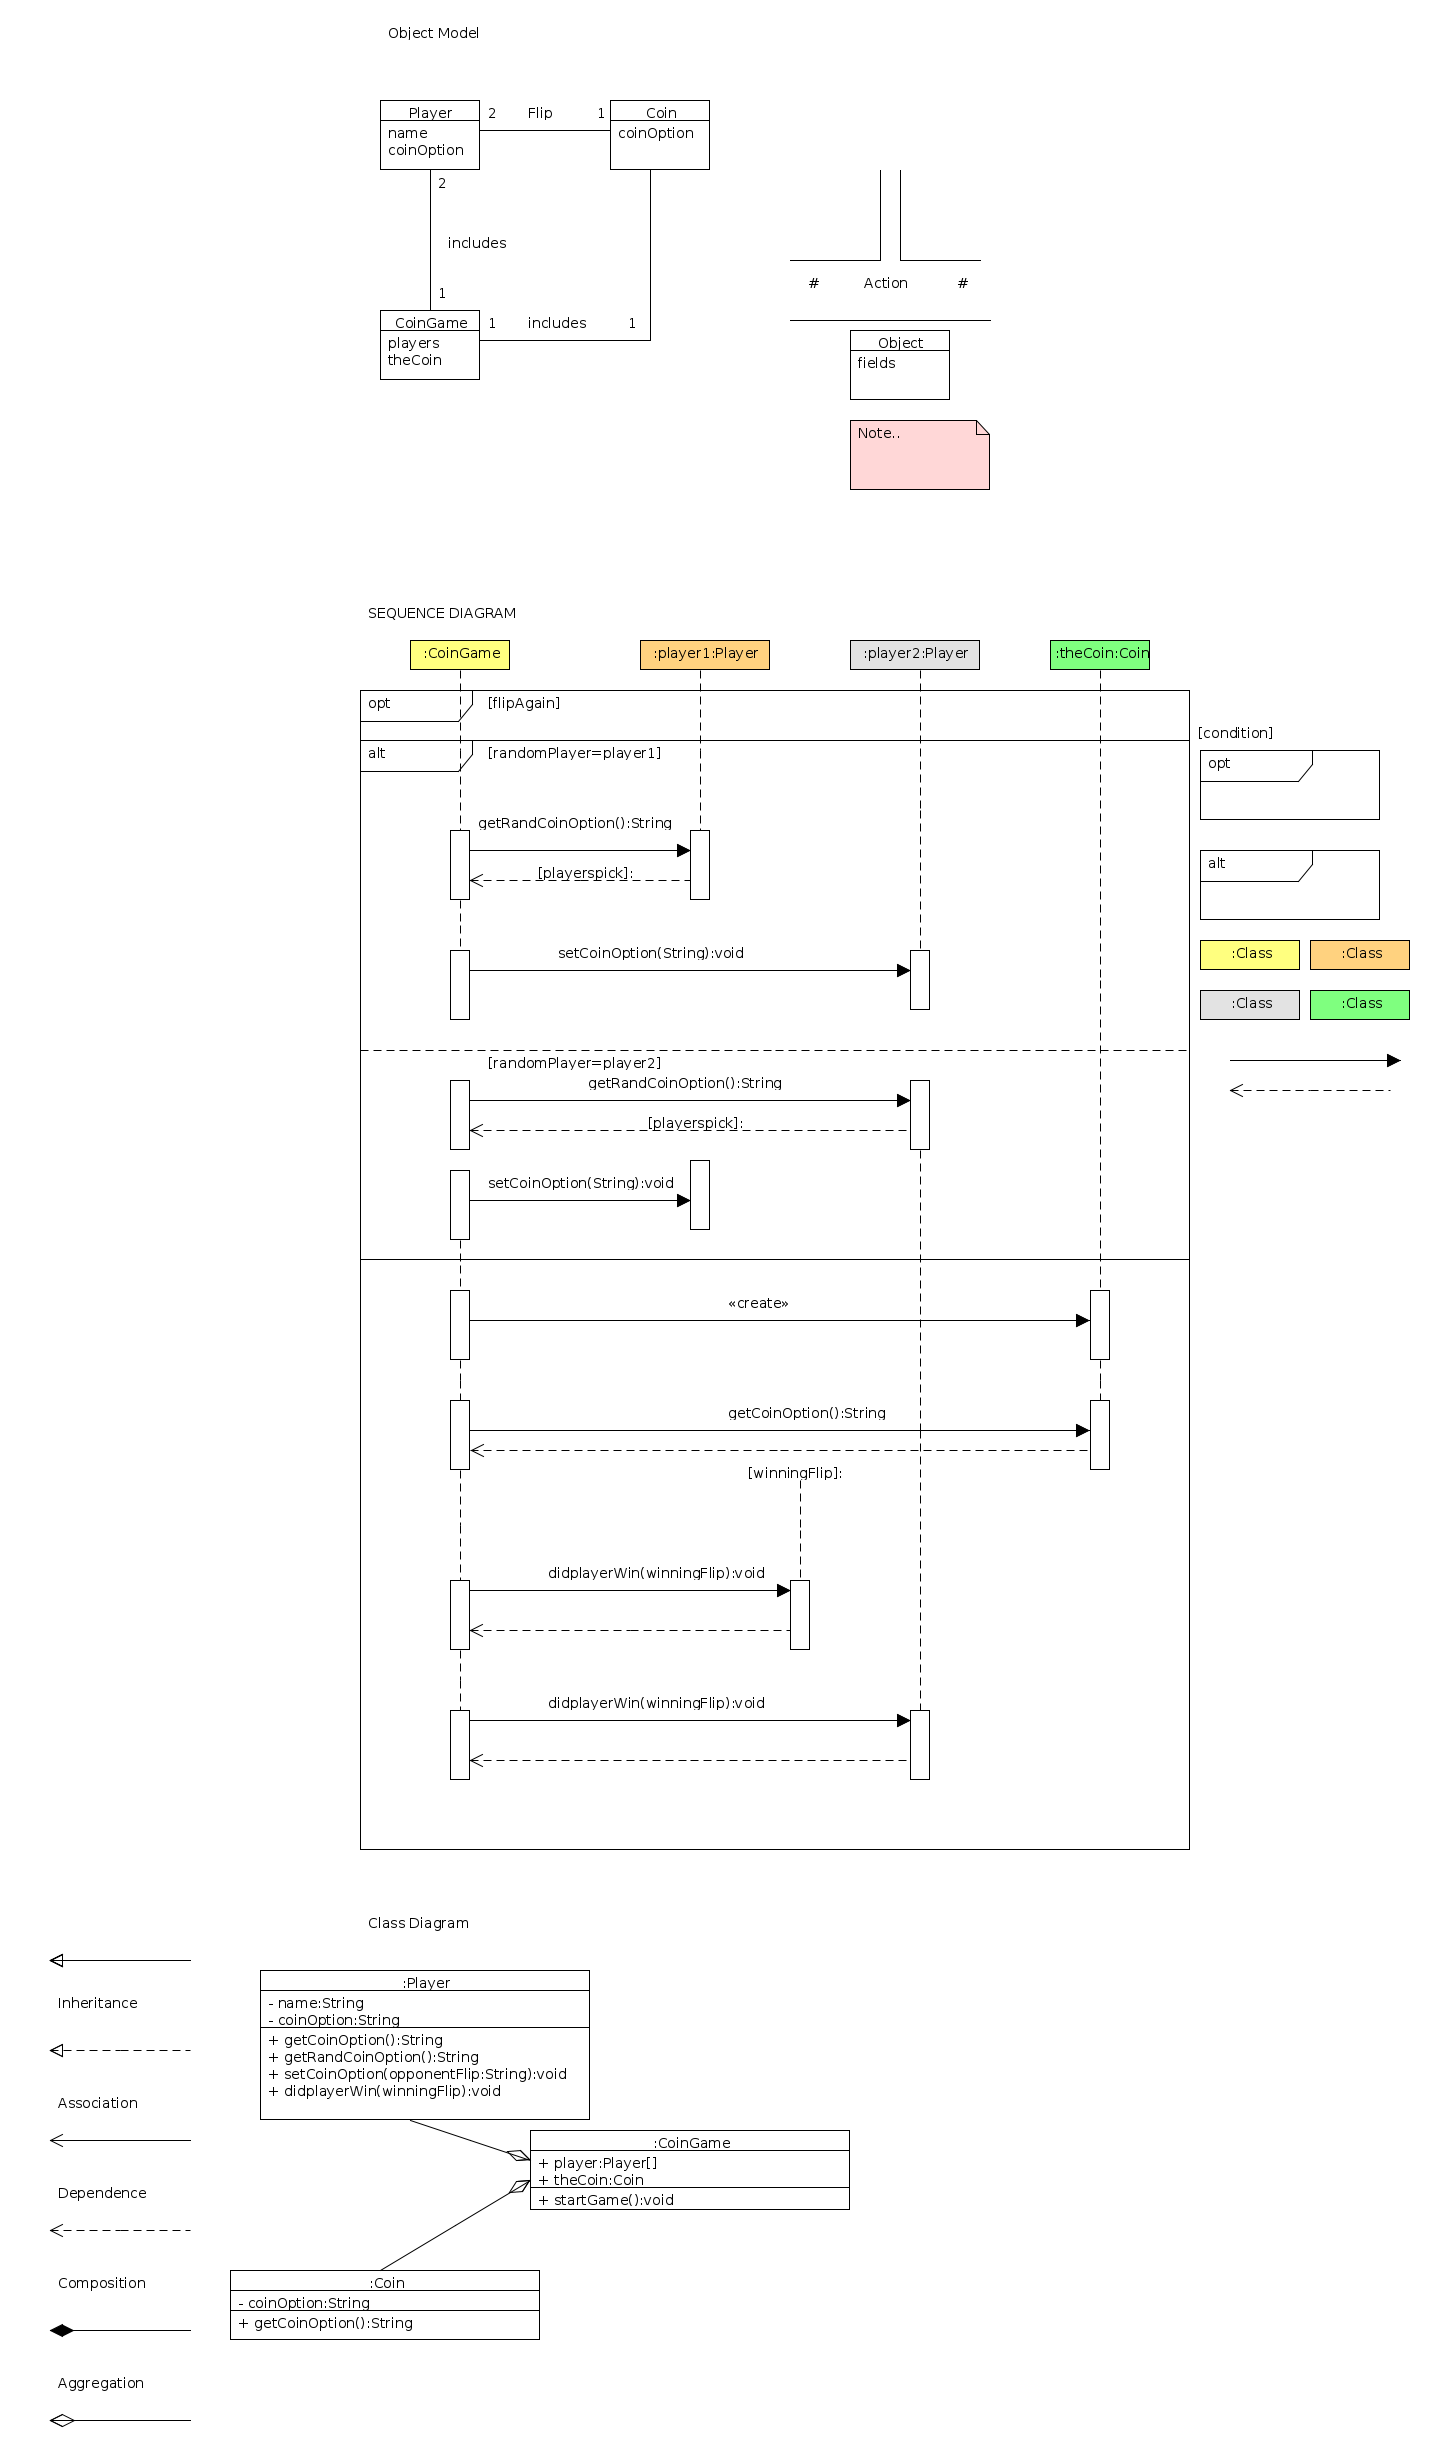 Object Model
Player
name
coinOption
2 Flip 1
Coin
coinOption
2
includes
1
CoinGame
players
theCoin
1 includes 1
# Action #
Object
fields
Note..
SEQUENCE DIAGRAM
:CoinGame
:player1:Player
:player2:Player
:theCoin:Coin
opt [flipAgain]
alt [randomPlayer=player1]
getRandCoinOption():String
[playerspick]:
setCoinOption(String):void
[randomPlayer=player2]
getRandCoinOption():String
[playerspick]:
setCoinOption(String):void
«create»
getCoinOption():String
[winningFlip]:
didplayerWin(winningFlip):void
didplayerWin(winningFlip):void
[condition]
opt
alt
:Class :Class
:Class :Class
Class Diagram
Inheritance
Association
Dependence
Composition
Aggregation
:Player
- name:String
- coinOption:String
+ getCoinOption():String
+ getRandCoinOption():String
+ setCoinOption(opponentFlip:String):void
+ didplayerWin(winningFlip):void
:CoinGame
+ player:Player[]
+ theCoin:Coin
+ startGame():void
:Coin
- coinOption:String
+ getCoinOption():String